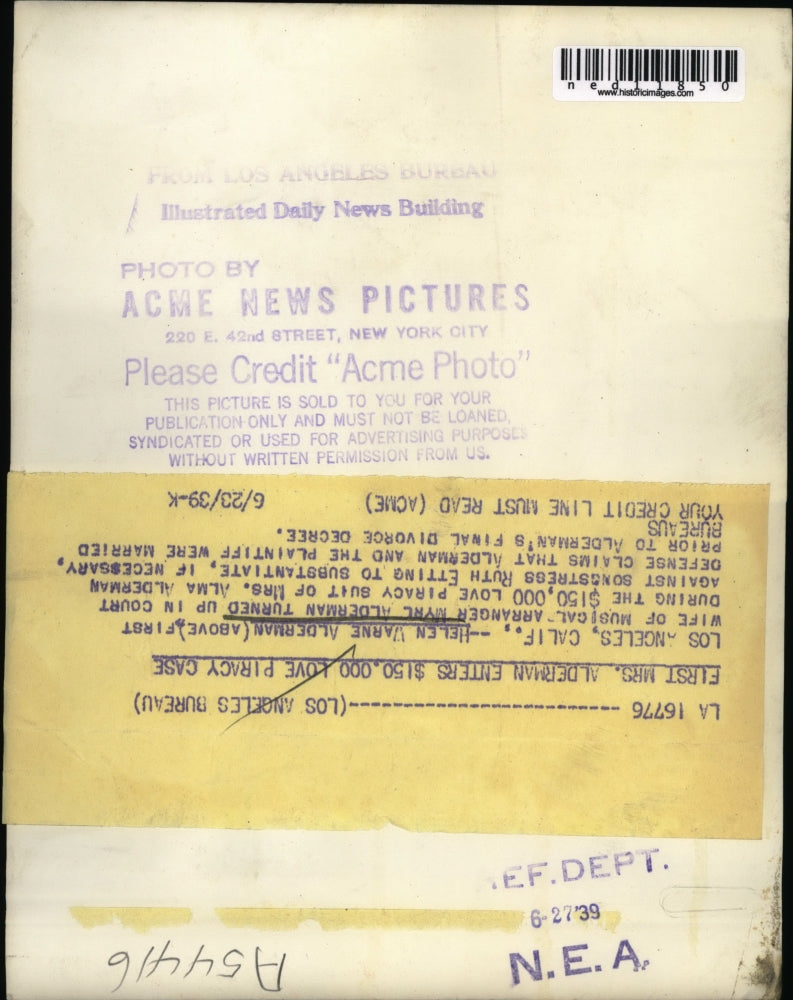 n e d 1 1 8 5 0
www.historicimages.com
FROM LOS ANGELES BUREAU
Illustrated Daily News Building
PHOTO BY
ACME NEWS PICTURES
220 E. 42nd STREET, NEW YORK CITY
Please Credit "Acme Photo"
THIS PICTURE IS SOLD TO YOU FOR YOUR
PUBLICATION ONLY AND MUST NOT BE LOANED,
SYNDICATED OR USED FOR ADVERTISING PURPOSES
WITHOUT WRITTEN PERMISSION FROM US.
LA 16776 --------------------------(LOS ANGELES BUREAU)
FIRST MRS. ALDERMAN ENTERS $150,000 LOVE PIRACY CASE
LOS ANGELES, CALIF., --HELEN WARNE ALDERMAN (ABOVE) FIRST
WIFE OF MUSICAL ARRANGER MYRL ALDERMAN TURNED UP IN COURT
DURING THE $150,000 LOVE PIRACY SUIT OF MRS. ALMA ALDERMAN
AGAINST SONGSTRESS RUTH ETTING TO SUBSTANTIATE, IF NECESSARY,
DEFENSE CLAIMS THAT ALDERMAN AND THE PLAINTIFF WERE MARRIED
PRIOR TO ALDERMAN'S FINAL DIVORCE DECREE.
BUREAUS
YOUR CREDIT LINE MUST READ (ACME) 6/23/39-K
REF. DEPT.
6-27'39
N.E.A.
A54416